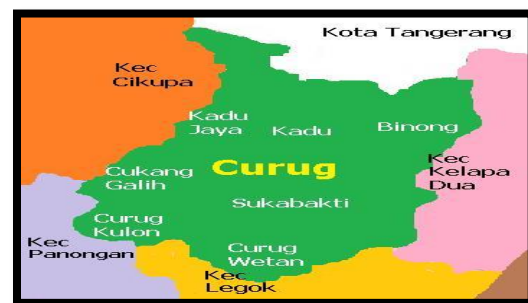 Kota Tangerang
Kec
Cikupa
Kadu
Jaya
Kadu
Binong
Kec
Kelapa
Dua
Cukang
Galih
Curug
Sukabakti
Curug
Kulon
Kec
Panongan
Curug
Wetan
Kec
Legok